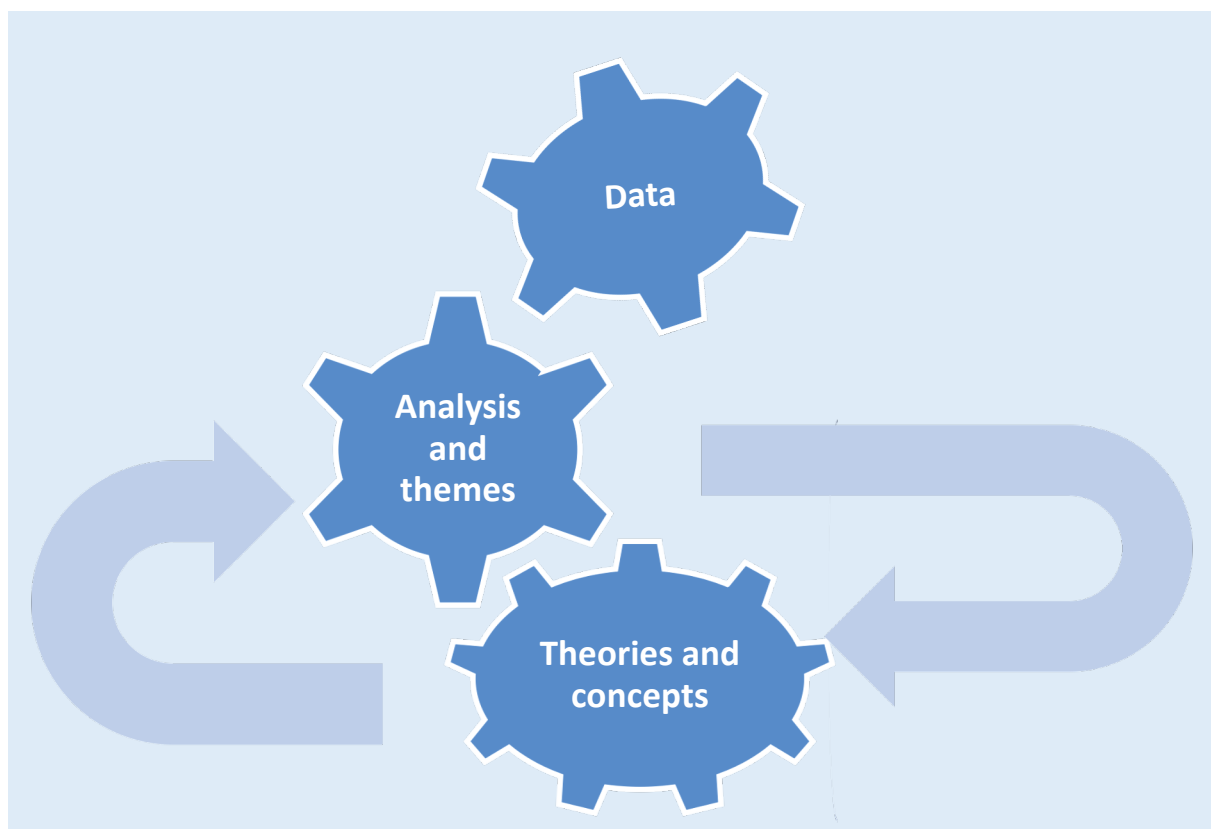 Data
Analysis
and
themes
Theories and
concepts